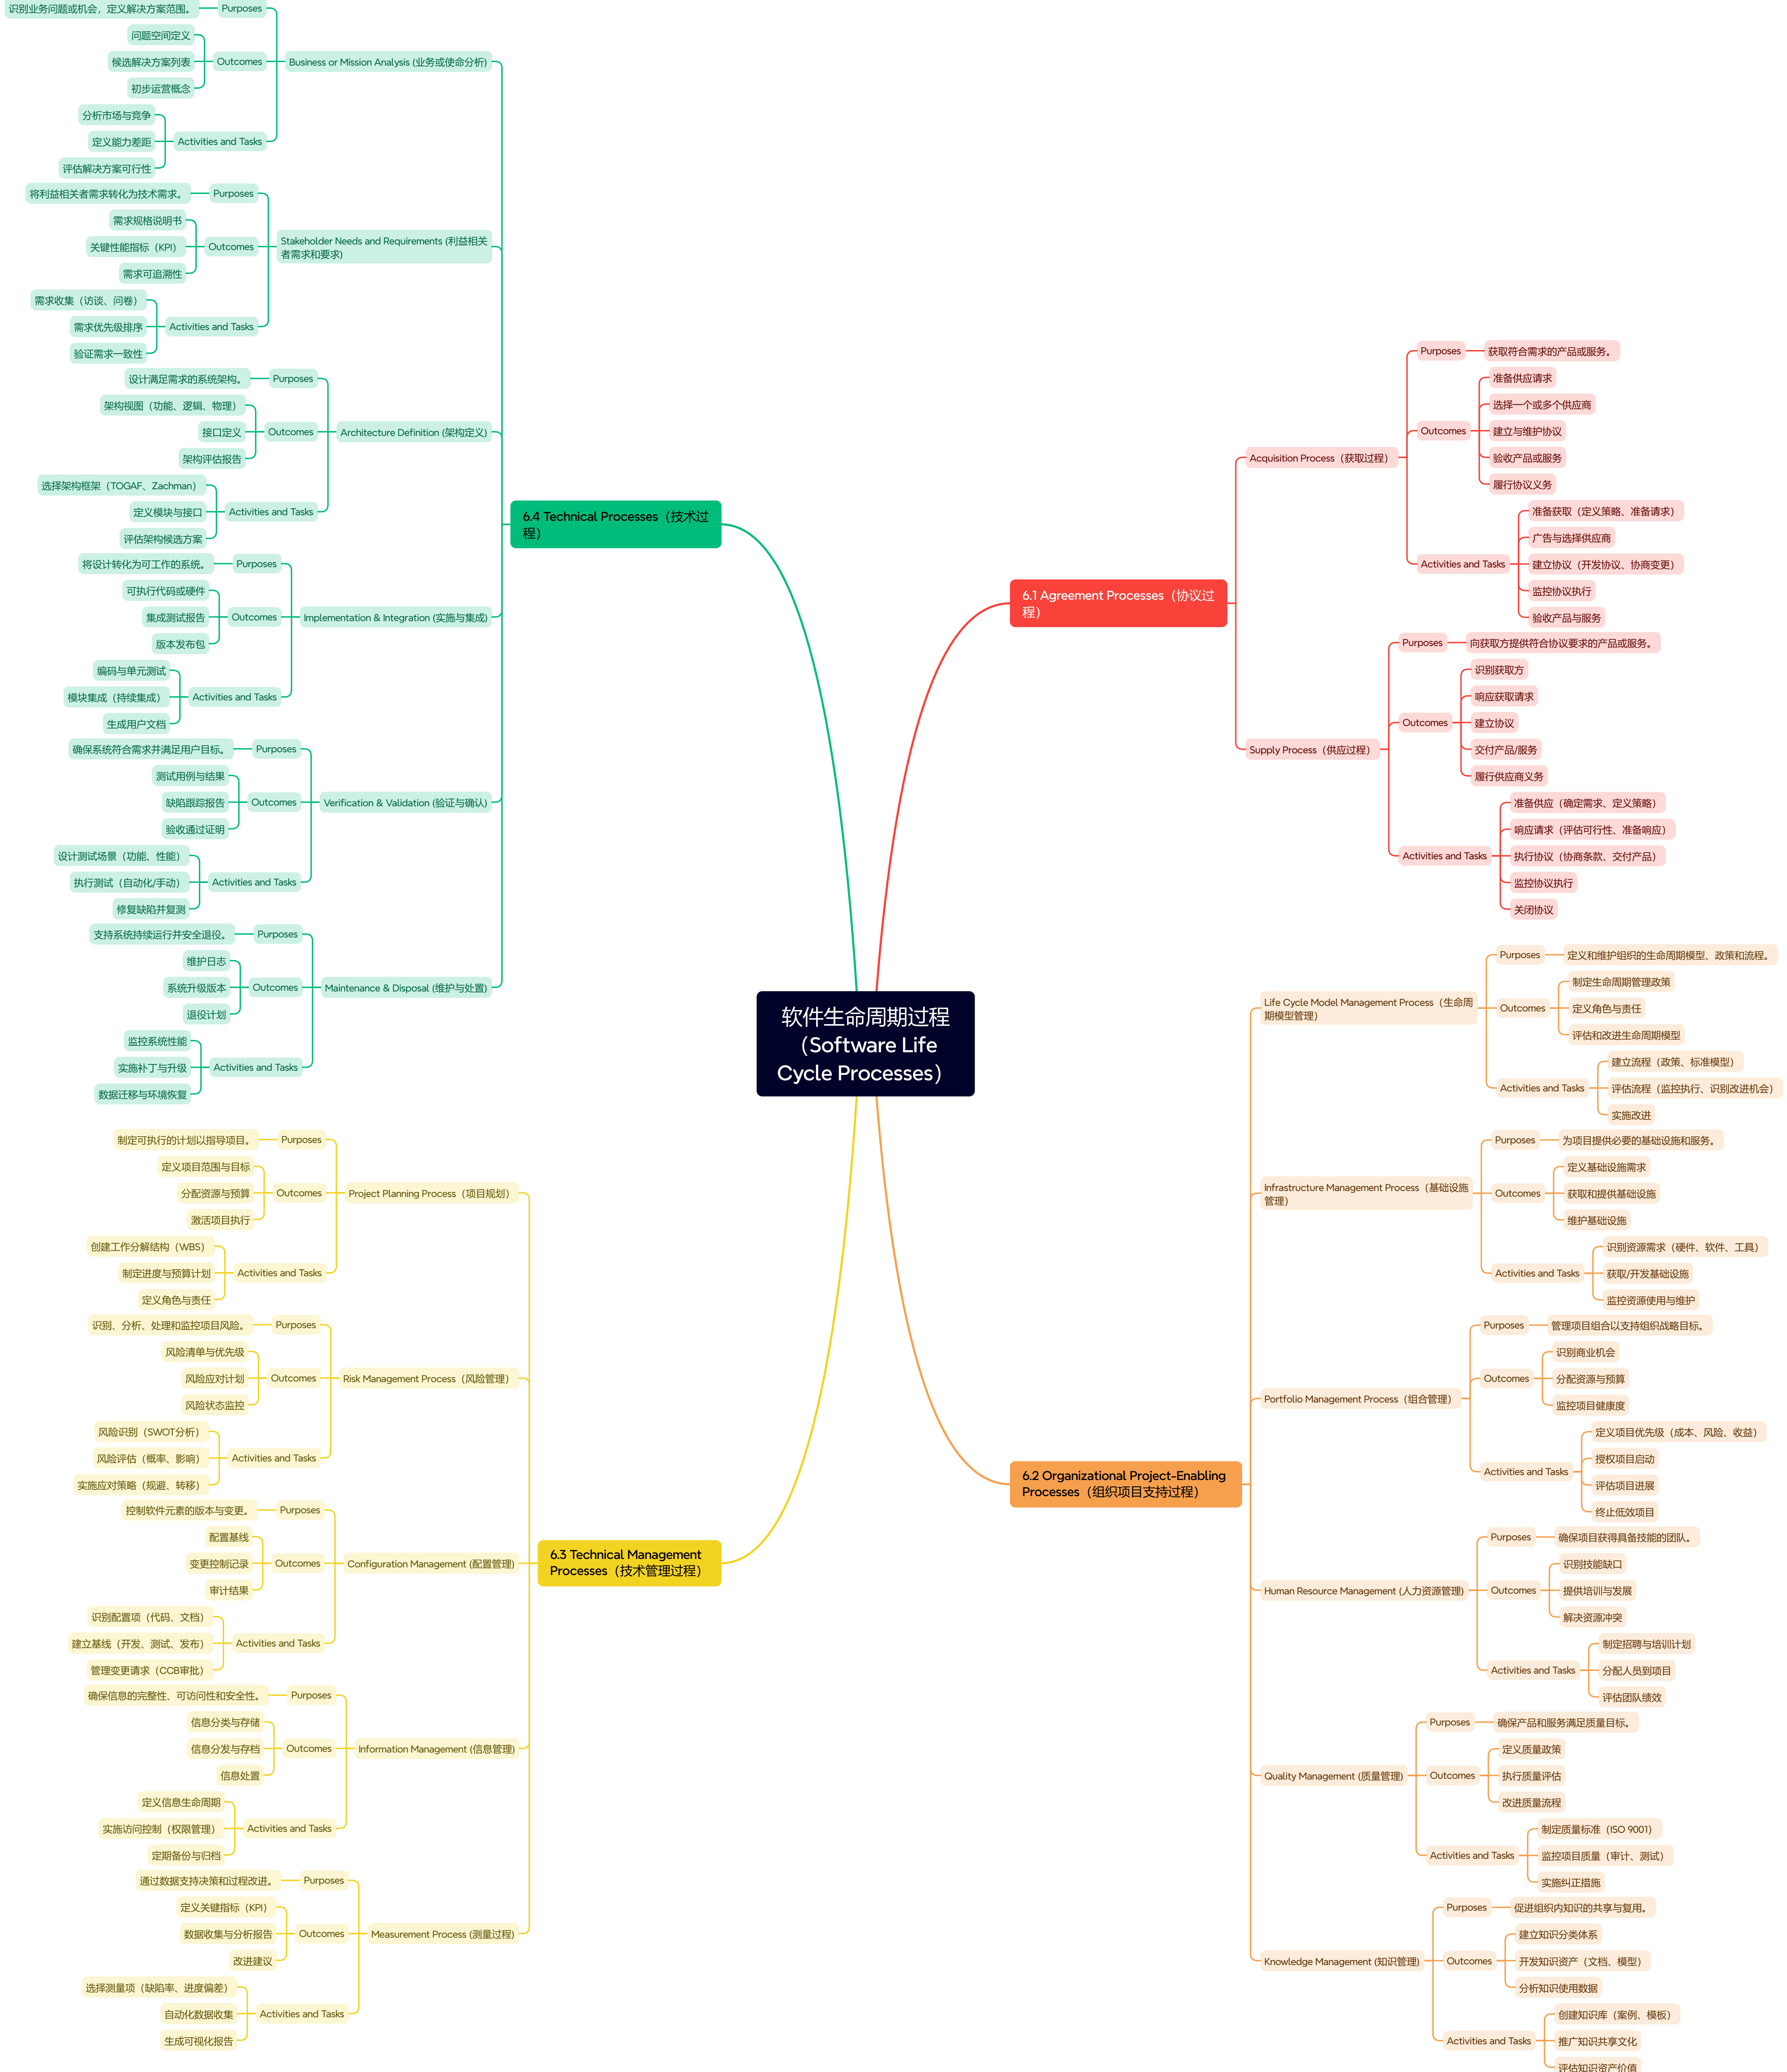 软件生命周期过程
（Software Life
Cycle Processes）
6.1 Agreement Processes（协议过
程）
Acquisition Process（获取过程）
Purposes
获取符合需求的产品或服务。
Outcomes
准备供应请求
选择一个或多个供应商
建立与维护协议
验收产品或服务
履行协议义务
Activities and Tasks
准备获取（定义策略、准备请求）
广告与选择供应商
建立协议（开发协议、协商变更）
监控协议执行
验收产品与服务
Supply Process（供应过程）
Purposes
向获取方提供符合协议要求的产品或服务。
Outcomes
识别获取方
响应获取请求
建立协议
交付产品/服务
履行供应商义务
Activities and Tasks
准备供应（确定需求、定义策略）
响应请求（评估可行性、准备响应）
执行协议（协商条款、交付产品）
监控协议执行
关闭协议
6.2 Organizational Project-Enabling
Processes（组织项目支持过程）
Life Cycle Model Management Process（生命周
期模型管理）
Purposes
定义和维护组织的生命周期模型、政策和流程。
Outcomes
制定生命周期管理政策
定义角色与责任
评估和改进生命周期模型
Activities and Tasks
建立流程（政策、标准模型）
评估流程（监控执行、识别改进机会）
实施改进
Infrastructure Management Process（基础设施
管理）
Purposes
为项目提供必要的基础设施和服务。
Outcomes
定义基础设施需求
获取和提供基础设施
维护基础设施
Activities and Tasks
识别资源需求（硬件、软件、工具）
获取/开发基础设施
监控资源使用与维护
Portfolio Management Process（组合管理）
Purposes
管理项目组合以支持组织战略目标。
Outcomes
识别商业机会
分配资源与预算
监控项目健康度
Activities and Tasks
定义项目优先级（成本、风险、收益）
授权项目启动
评估项目进展
终止低效项目
Human Resource Management (人力资源管理)
Purposes
确保项目获得具备技能的团队。
Outcomes
识别技能缺口
提供培训与发展
解决资源冲突
Activities and Tasks
制定招聘与培训计划
分配人员到项目
评估团队绩效
Quality Management (质量管理)
Purposes
确保产品和服务满足质量目标。
Outcomes
定义质量政策
执行质量评估
改进质量流程
Activities and Tasks
制定质量标准（ISO 9001）
监控项目质量（审计、测试）
实施纠正措施
Knowledge Management (知识管理)
Purposes
促进组织内知识的共享与复用。
Outcomes
建立知识分类体系
开发知识资产（文档、模型）
分析知识使用数据
Activities and Tasks
创建知识库（案例、模板）
推广知识共享文化
评估知识资产价值
6.3 Technical Management
Processes（技术管理过程）
Project Planning Process（项目规划）
Purposes
制定可执行的计划以指导项目。
Outcomes
定义项目范围与目标
分配资源与预算
激活项目执行
Activities and Tasks
创建工作分解结构（WBS）
制定进度与预算计划
定义角色与责任
Risk Management Process（风险管理）
Purposes
识别、分析、处理和监控项目风险。
Outcomes
风险清单与优先级
风险应对计划
风险状态监控
Activities and Tasks
风险识别（SWOT分析）
风险评估（概率、影响）
实施应对策略（规避、转移）
Configuration Management (配置管理)
Purposes
控制软件元素的版本与变更。
Outcomes
配置基线
变更控制记录
审计结果
Activities and Tasks
识别配置项（代码、文档）
建立基线（开发、测试、发布）
管理变更请求（CCB审批）
Information Management (信息管理)
Purposes
确保信息的完整性、可访问性和安全性。
Outcomes
信息分类与存储
信息分发与存档
信息处置
Activities and Tasks
定义信息生命周期
实施访问控制（权限管理）
定期备份与归档
Measurement Process (测量过程)
Purposes
通过数据支持决策和过程改进。
Outcomes
定义关键指标（KPI）
数据收集与分析报告
改进建议
Activities and Tasks
选择测量项（缺陷率、进度偏差）
自动化数据收集
生成可视化报告
6.4 Technical Processes（技术过
程）
Business or Mission Analysis (业务或使命分析)
Purposes
识别业务问题或机会，定义解决方案范围。
Outcomes
问题空间定义
候选解决方案列表
初步运营概念
Activities and Tasks
分析市场与竞争
定义能力差距
评估解决方案可行性
Stakeholder Needs and Requirements (利益相关
者需求和要求)
Purposes
将利益相关者需求转化为技术需求。
Outcomes
需求规格说明书
关键性能指标（KPI）
需求可追溯性
Activities and Tasks
需求收集（访谈、问卷）
需求优先级排序
验证需求一致性
Architecture Definition (架构定义)
Purposes
设计满足需求的系统架构。
Outcomes
架构视图（功能、逻辑、物理）
接口定义
架构评估报告
Activities and Tasks
选择架构框架（TOGAF、Zachman）
定义模块与接口
评估架构候选方案
Implementation & Integration (实施与集成)
Purposes
将设计转化为可工作的系统。
Outcomes
可执行代码或硬件
集成测试报告
版本发布包
Activities and Tasks
编码与单元测试
模块集成（持续集成）
生成用户文档
Verification & Validation (验证与确认)
Purposes
确保系统符合需求并满足用户目标。
Outcomes
测试用例与结果
缺陷跟踪报告
验收通过证明
Activities and Tasks
设计测试场景（功能、性能）
执行测试（自动化/手动）
修复缺陷并复测
Maintenance & Disposal (维护与处置)
Purposes
支持系统持续运行并安全退役。
Outcomes
维护日志
系统升级版本
退役计划
Activities and Tasks
监控系统性能
实施补丁与升级
数据迁移与环境恢复